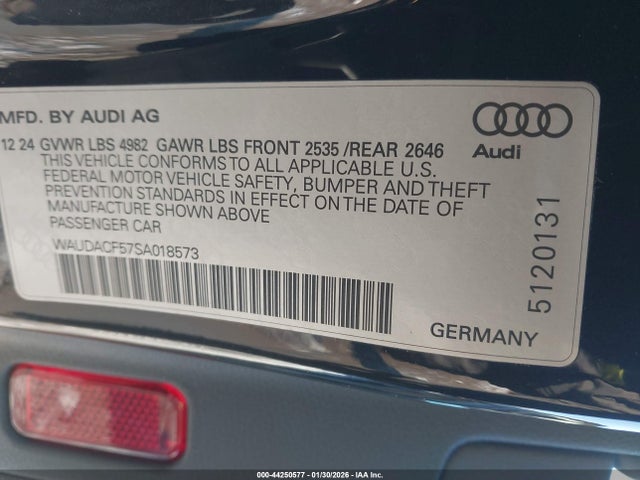 MFD. BY AUDI AG
12 24 GVWR LBS 4982 GAWR LBS FRONT 2535 /REAR 2646
THIS VEHICLE CONFORMS TO ALL APPLICABLE U.S.
FEDERAL MOTOR VEHICLE SAFETY, BUMPER AND THEFT
PREVENTION STANDARDS IN EFFECT ON THE DATE OF
MANUFACTURE SHOWN ABOVE
PASSENGER CAR
WAUDACF57SA018573
Audi
5120131
GERMANY
000-44250577 - 01/30/2026 - IAA Inc.